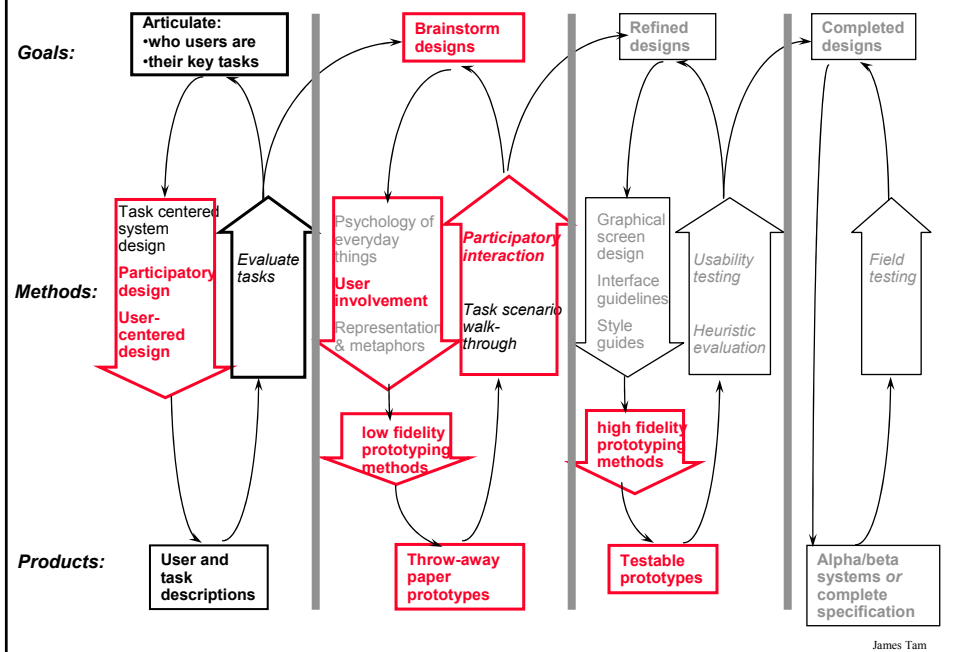 Goals:
Articulate:
•who users are
•their key tasks
Brainstorm
designs
Refined
designs
Completed
designs
Methods:
Task centered
system
design
Participatory
design
User-
centered
design
Evaluate
tasks
Psychology of
everyday
things
User
involvement
Representation
& metaphors
Participatory
interaction
Task scenario
walk-
through
Graphical
screen
design
Interface
guidelines
Style
guides
Usability
testing
Heuristic
evaluation
Field
testing
low fidelity
prototyping
methods
high fidelity
prototyping
methods
Products:
User and
task
descriptions
Throw-away
paper
prototypes
Testable
prototypes
Alpha/beta
systems or
complete
specification
James Tam